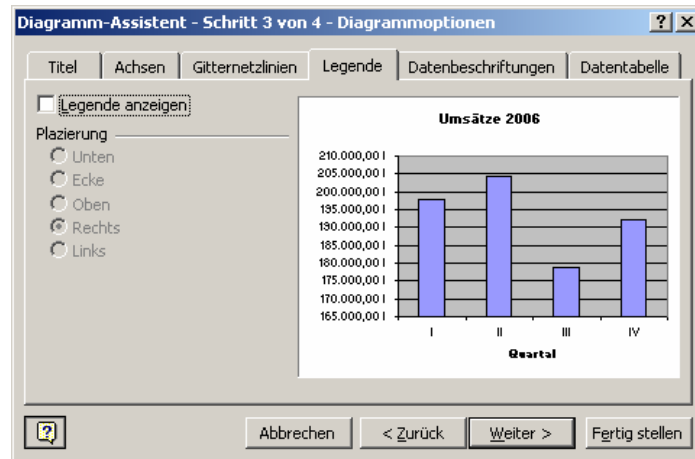 Diagramm-Assistent - Schritt 3 von 4 - Diagrammoptionen
Titel Achsen Gitternetzlinien Legende Datenbeschriftungen Datentabelle
Legende anzeigen
Plazierung
Unten
Ecke
Oben
Rechts
Links
Umsätze 2006
210.000,00 I
205.000,00 I
200.000,00 I
195.000,00 I
190.000,00 I
185.000,00 I
180.000,00 I
175.000,00 I
170.000,00 I
165.000,00 I
I II III IV
Quartal
Abbrechen < Zurück Weiter > Fertig stellen